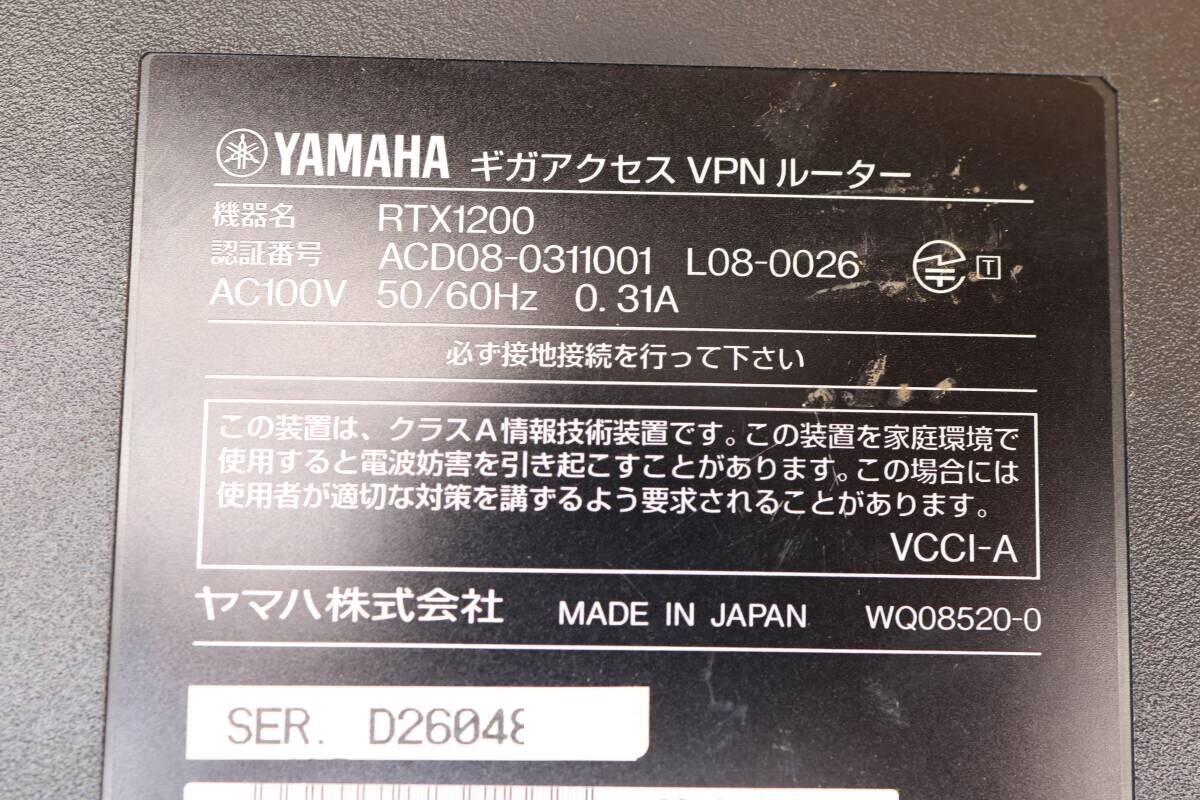 YAMAHA ギガアクセス VPN ルーター
機器名 RTX1200
認証番号 ACD08-0311001 L08-0026 T
AC100V 50/60Hz 0.31A
必ず接地接続を行って下さい
この装置は、クラスA情報技術装置です。この装置を家庭環境で
使用すると電波妨害を引き起こすことがあります。この場合には
使用者が適切な対策を講ずるよう要求されることがあります。
VCCI-A
ヤマハ株式会社 MADE IN JAPAN WQ08520-0
SER. D26048